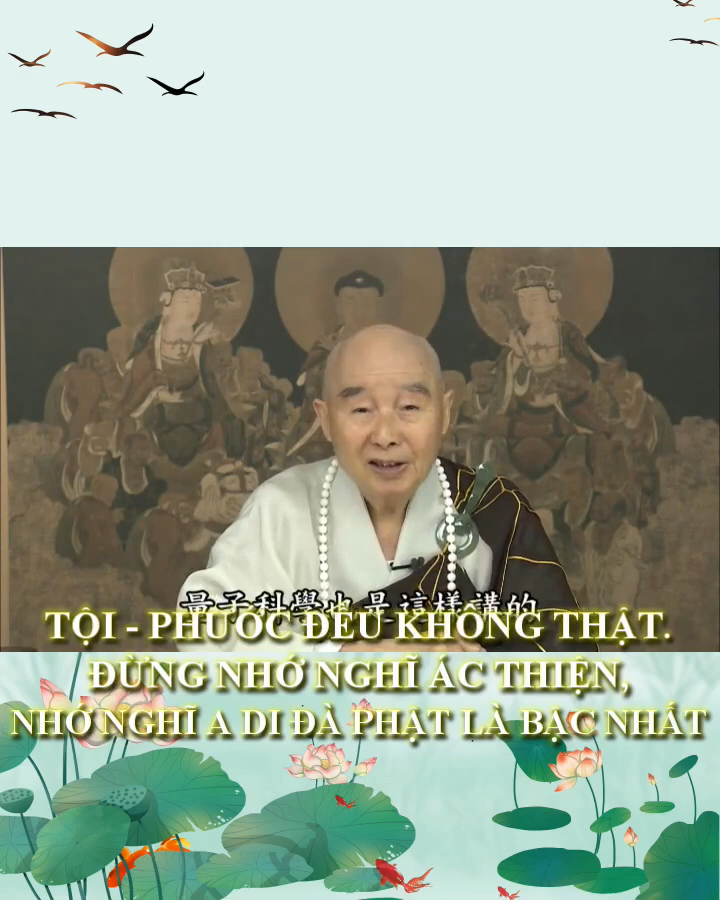 量子科學也是這樣講的
TỘI - PHƯỚC ĐỀU KHÔNG THẬT.
ĐỪNG NHỚ NGHĨ ÁC THIỆN,
NHỚ NGHĨ A DI ĐÀ PHẬT LÀ BẬC NHẤT